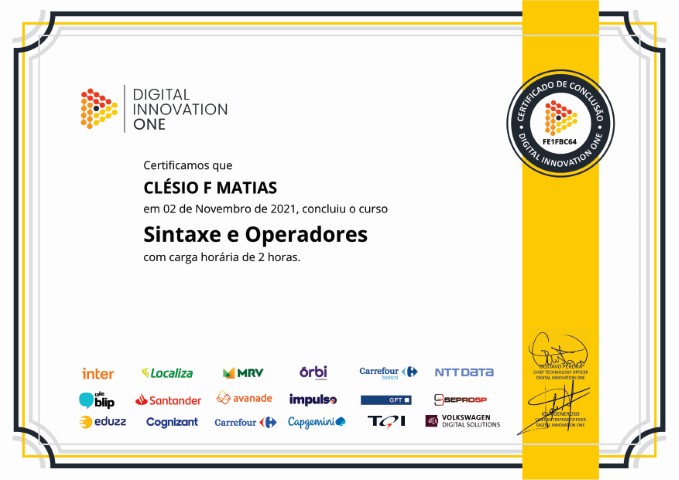 DIGITAL
INNOVATION
ONE
CERTIFICADO DE CONCLUSÃO
FE1FBC64
DIGITAL INNOVATION ONE
Certificamos que
CLÉSIO F MATIAS
em 02 de Novembro de 2021, concluiu o curso
Sintaxe e Operadores
com carga horária de 2 horas.
inter
Localiza
MRV
órbi
Carrefour
banco
NTT DATA
take
blip
Santander
avanade
impulso
GFT
SEPROSP
eduzz
Cognizant
Carrefour
Capgemini
TQI
VOLKSWAGEN
DIGITAL SOLUTIONS
GUSTAVO PEREIRA
CHIEF TECHNOLOGY OFFICER
DIGITAL INNOVATION ONE
DIGITAL INNOVATION ONE